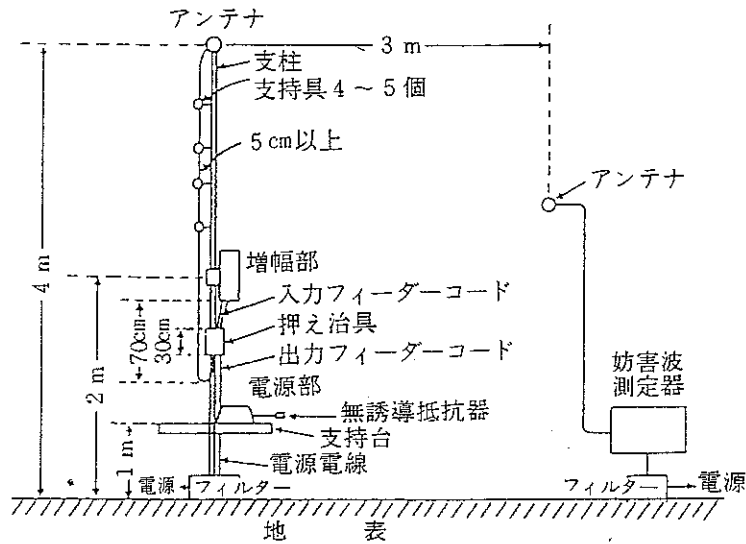 アンテナ
3 m
支柱
支持具4～5個
5cm以上
アンテナ
4 m
増幅部
入力フィーダーコード
押え治具
出力フィーダーコード
70cm
30cm
2 m
電源部
無誘導抵抗器
支持台
1 m
電源電線
妨害波
測定器
電源
フィルター
フィルター
電源
地表